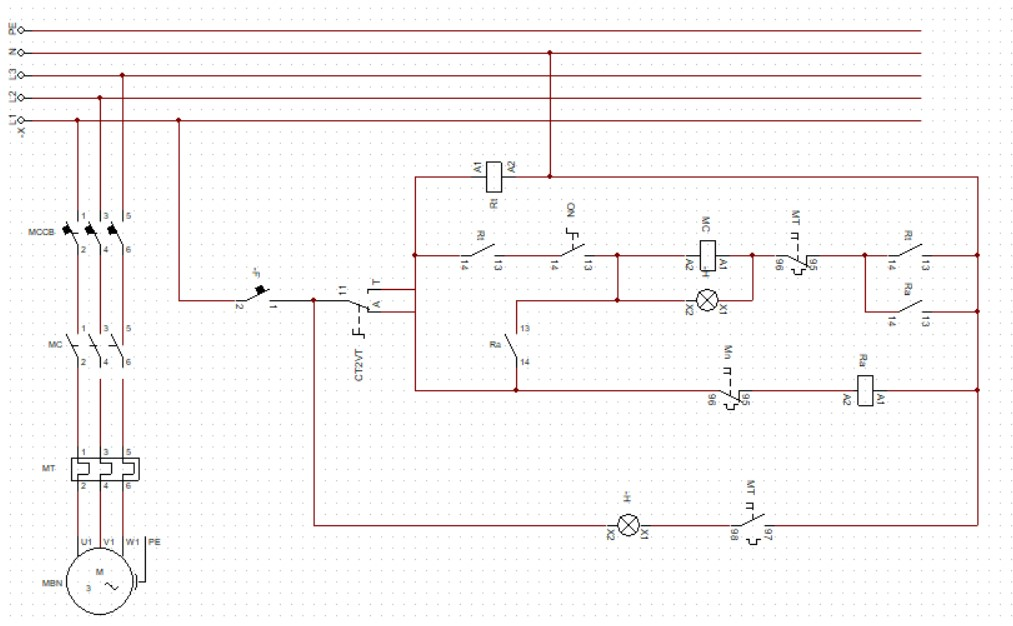 PE
N
L3
L2
L1
-X
A1 A2
Rt
1 3 5
MCCB
2 4 6
Rt
14 13
ON
14 13
MC
A2 A1
MT
96 95
Rt
14 13
2 1
11
T
A
CT2VT
-H-
X2 X1
Ra
14 13
1 3 5
MC
2 4 6
Ra
13
14
Mn
96 95
Ra
A2 A1
1 3 5
MT
2 4 6
-H-
X2 X1
MT
98 97
U1 V1 W1 PE
MBN
M
3